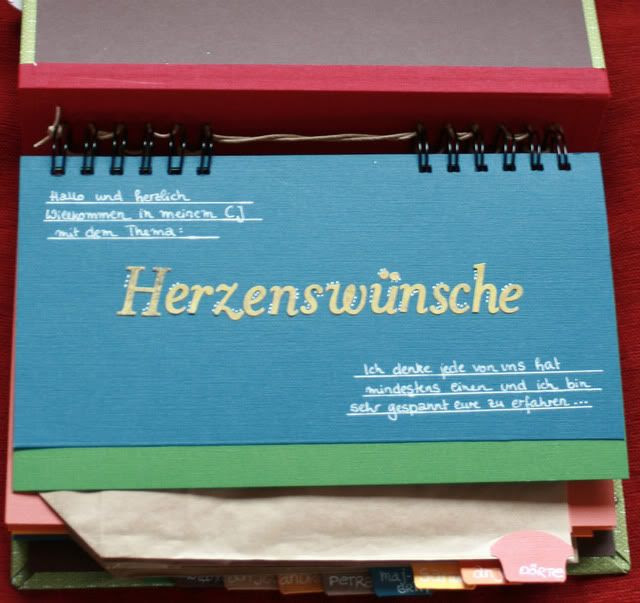 Hallo und herzlich
Willkommen in meinem CJ
mit dem Thema:
Herzenswünsche
Ich denke jede von uns hat
mindestens einen und ich bin
sehr gespannt eure zu erfahren...
PETRA
DÖRTE